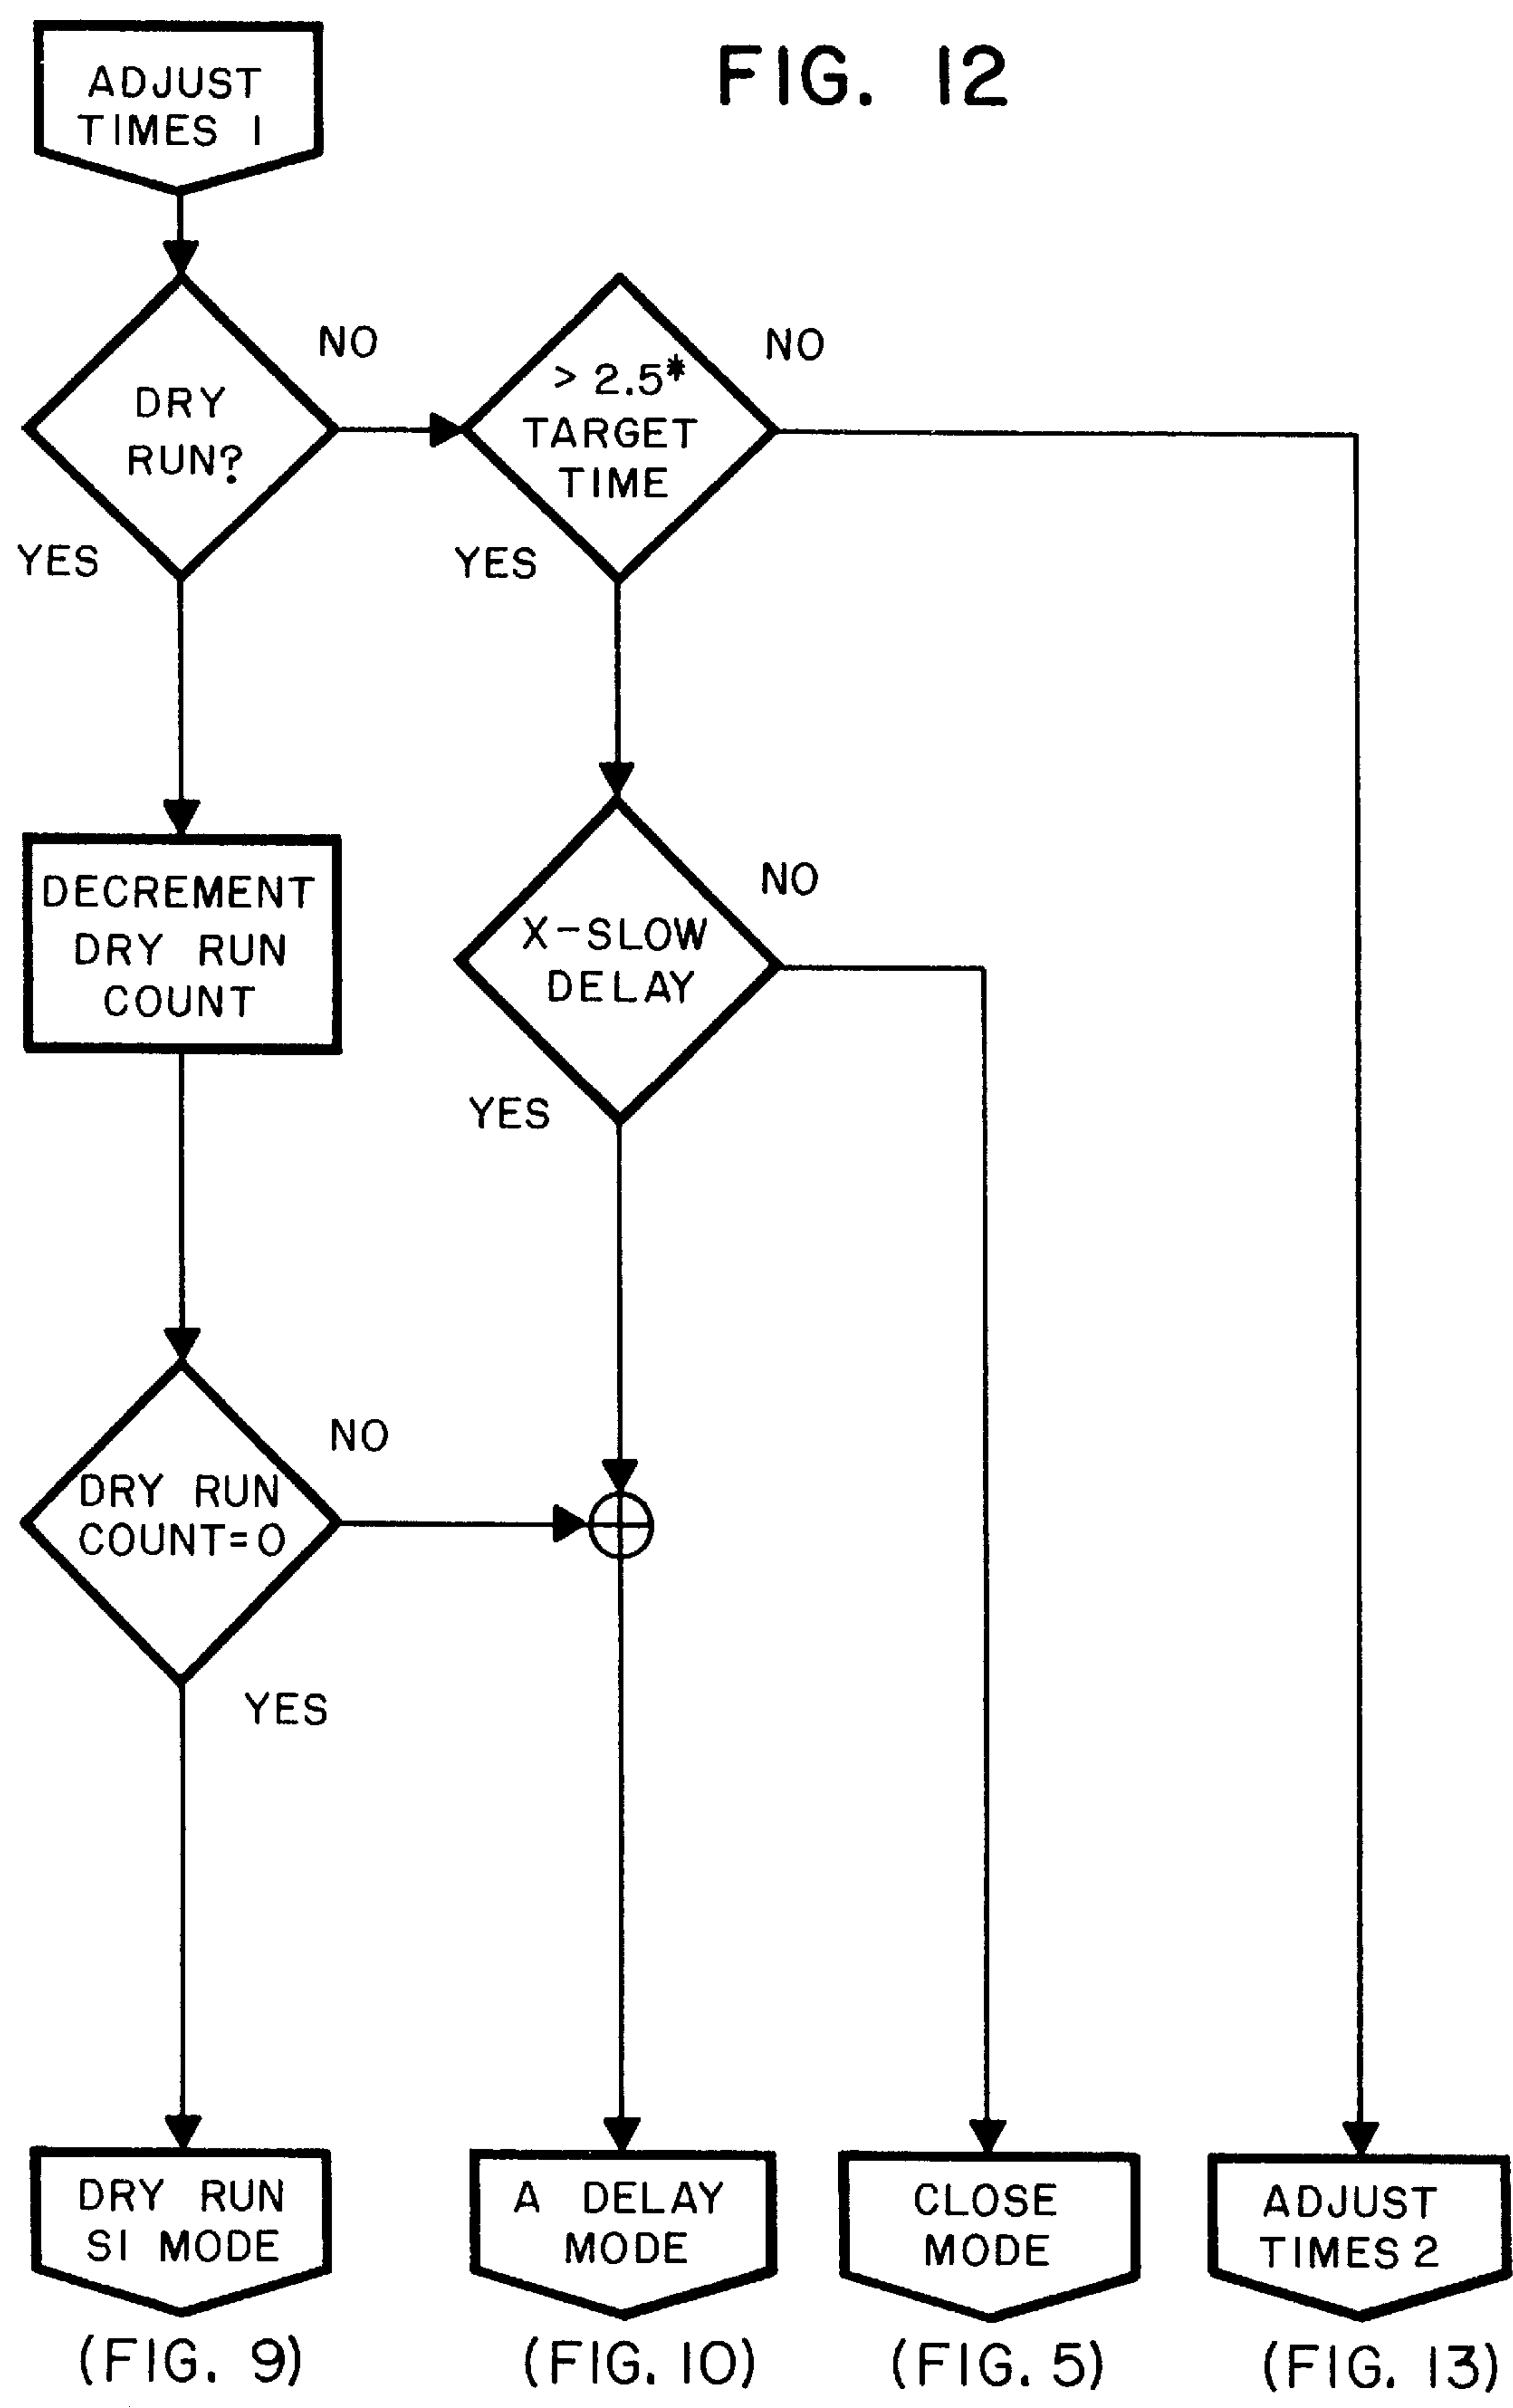 FIG. 12
ADJUST
TIMES 1
NO
NO
> 2.5*
DRY
TARGET
RUN?
TIME
YES
YES
DECREMENT
DRY RUN
COUNT
NO
X-SLOW
DELAY
YES
NO
DRY RUN
COUNT=0
YES
DRY RUN
SI MODE
A DELAY
MODE
CLOSE
MODE
ADJUST
TIMES 2
(FIG. 9)
(FIG. 10)
(FIG. 5)
(FIG. 13)